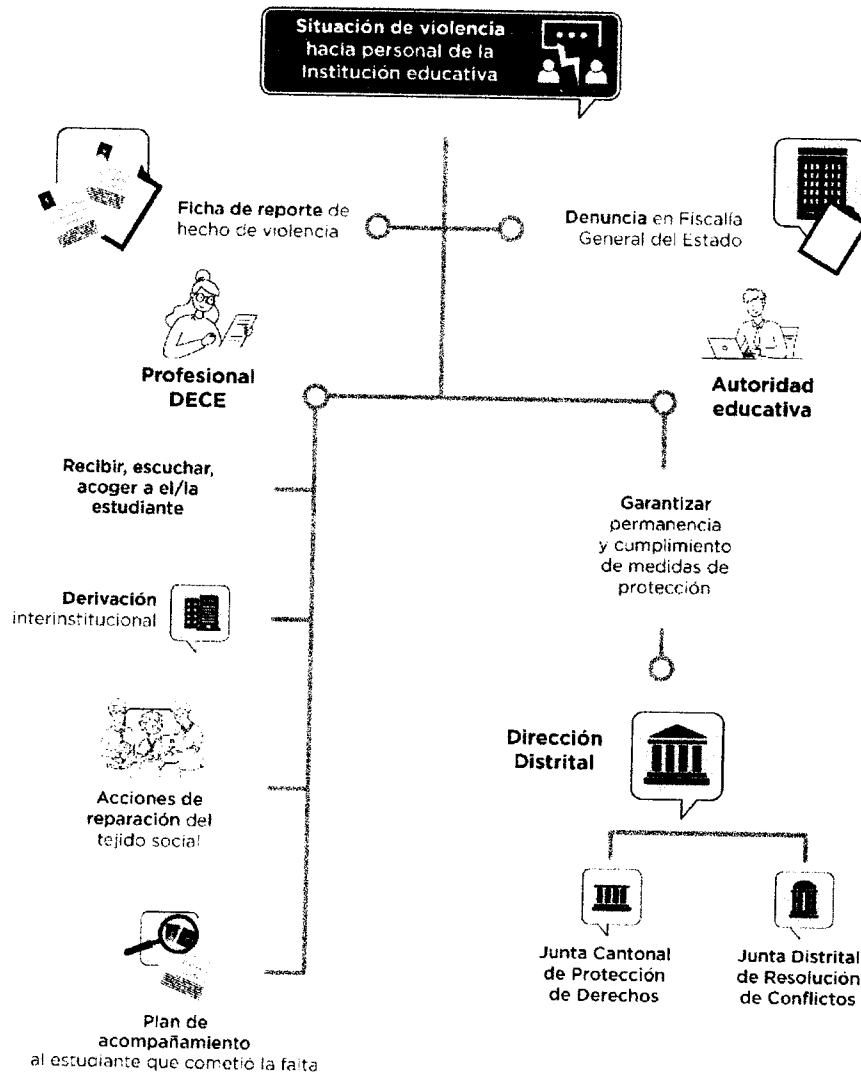 Situación de violencia
hacia personal de la
Institución educativa
Ficha de reporte de
hecho de violencia
Denuncia en Fiscalía
General del Estado
Profesional
DECE
Autoridad
educativa
Recibir, escuchar,
acoger a el/la
estudiante
Derivación
interinstitucional
Acciones de
reparación del
tejido social
Plan de
acompañamiento
al estudiante que cometió la falta
Garantizar
permanencia
y cumplimiento
de medidas de
protección
Dirección
Distrital
Junta Cantonal
de Protección
de Derechos
Junta Distrital
de Resolución
de Conflictos